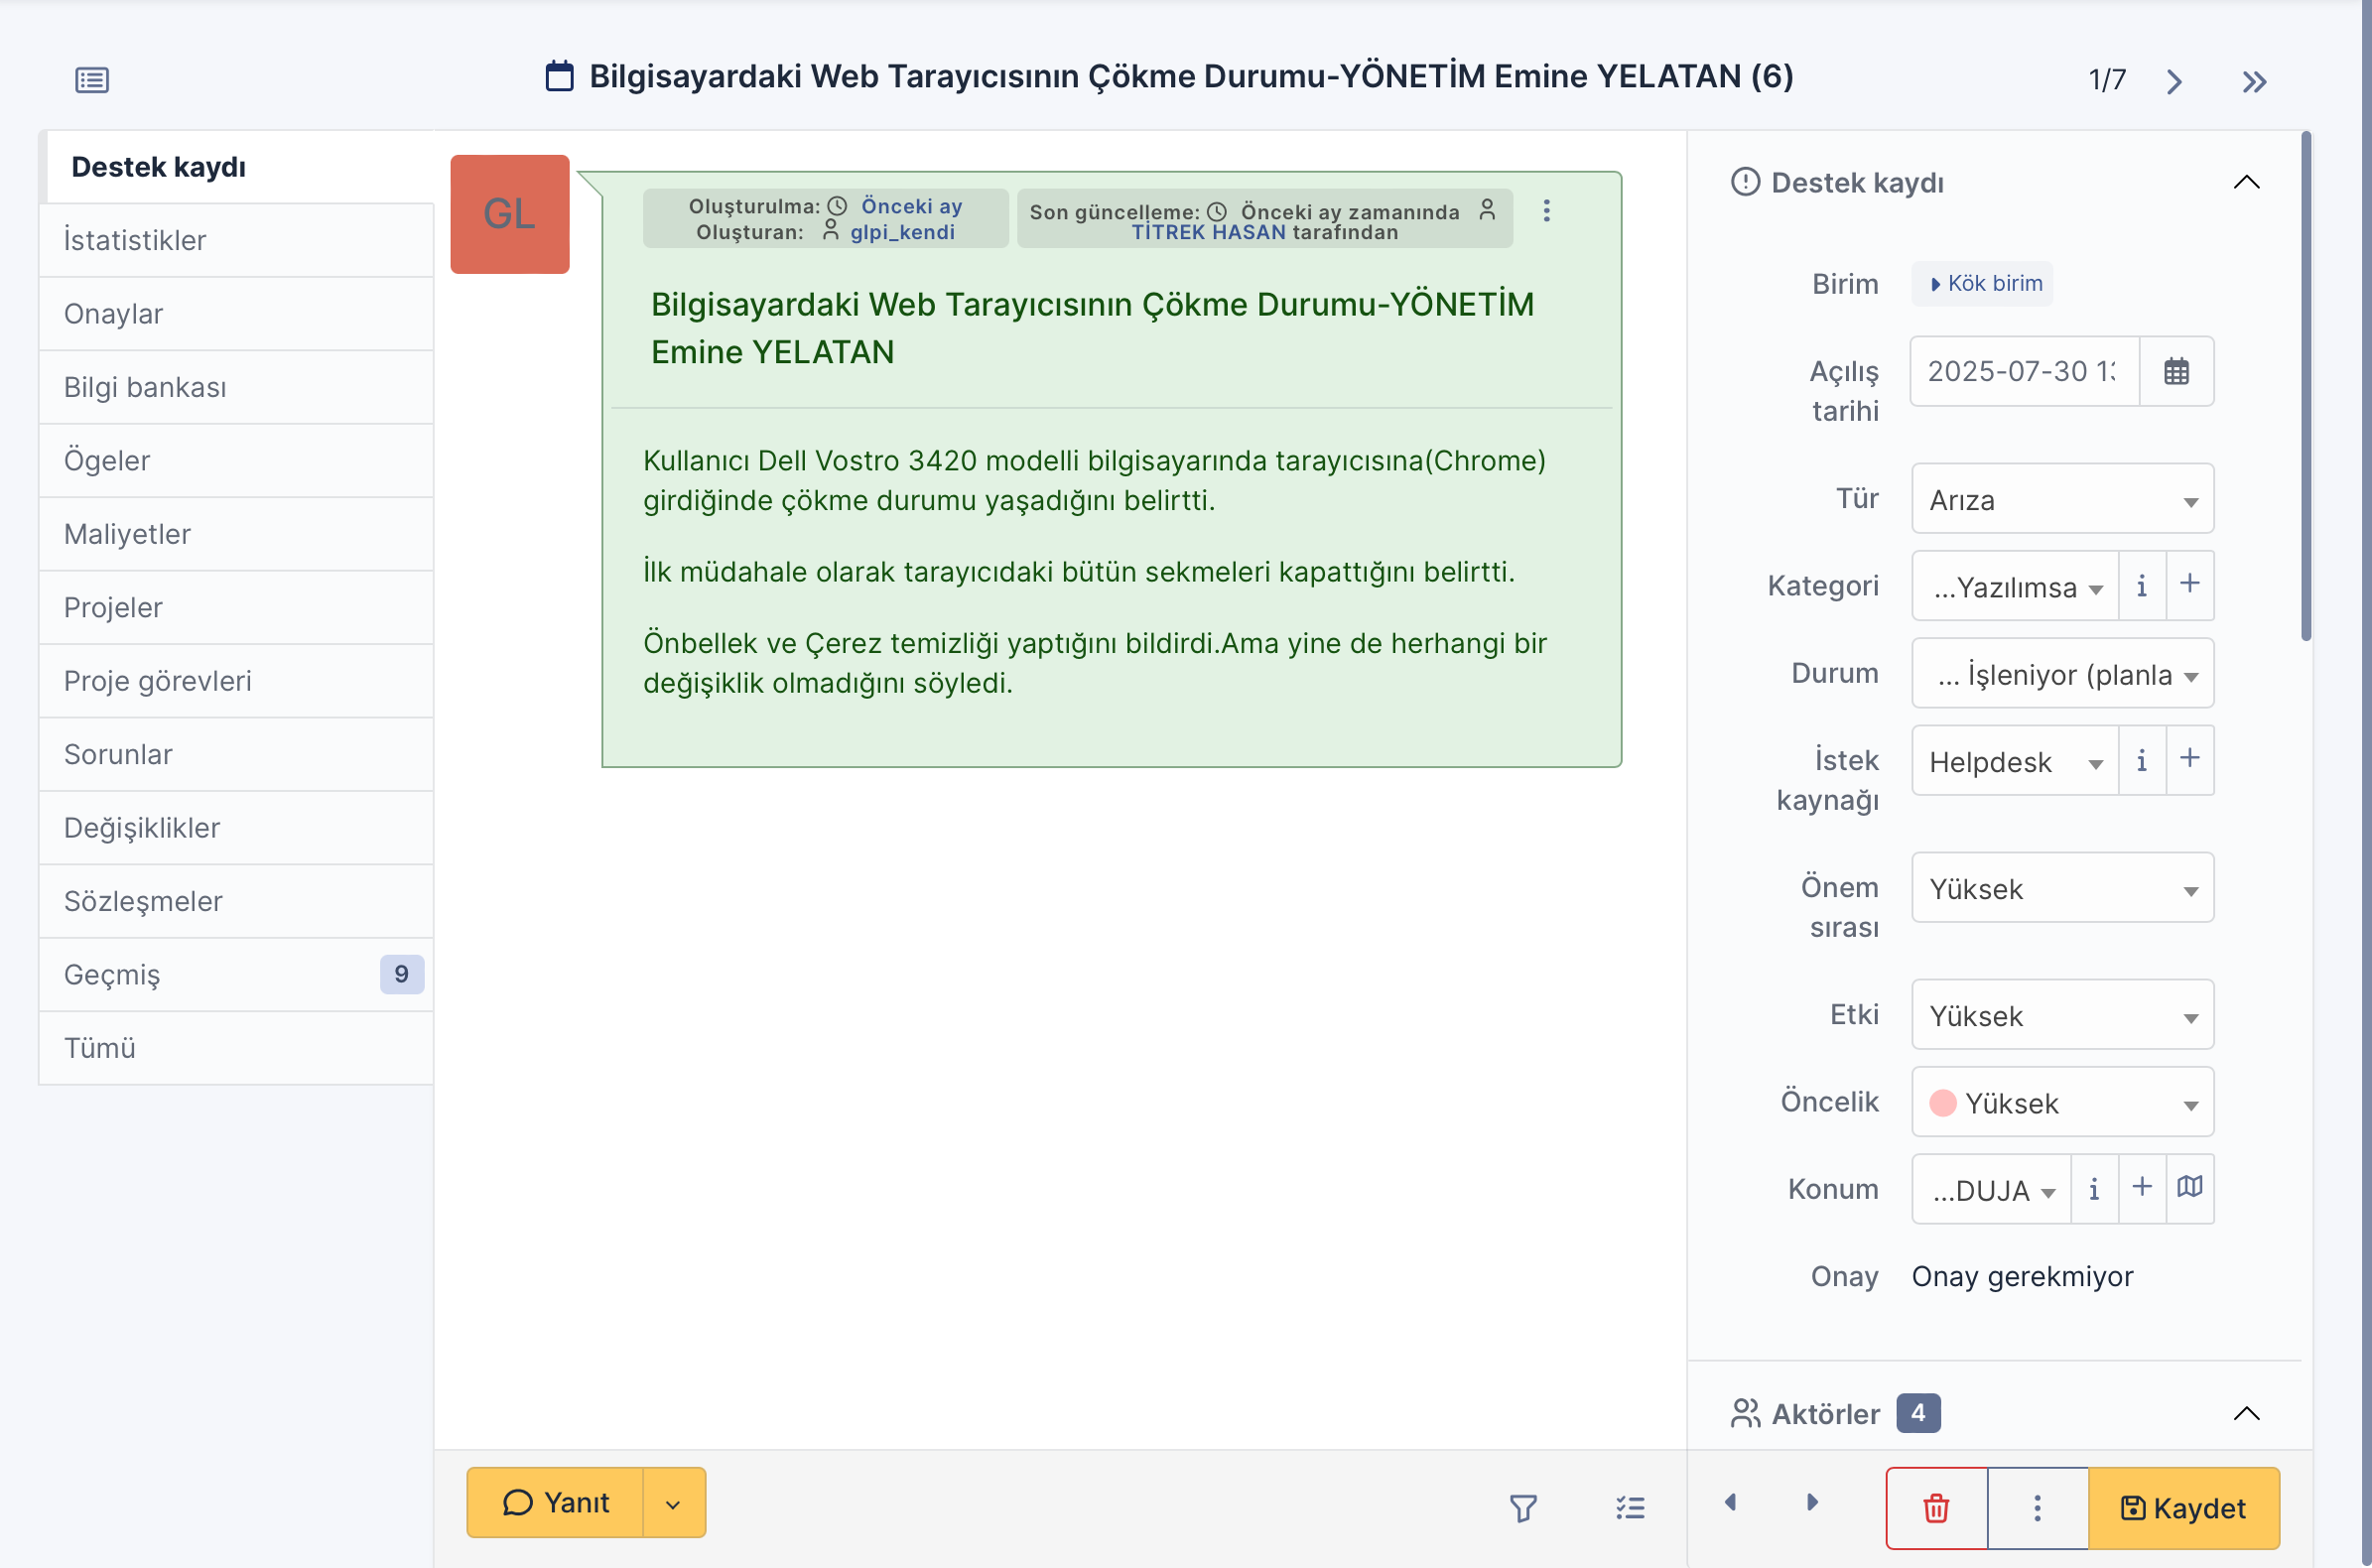 Bilgisayardaki Web Tarayıcısının Çökme Durumu-YÖNETİM Emine YELATAN (6)
1/7
Destek kaydı
İstatistikler
Onaylar
Bilgi bankası
Ögeler
Maliyetler
Projeler
Proje görevleri
Sorunlar
Değişiklikler
Sözleşmeler
Geçmiş 9
Tümü
GL
Oluşturulma: Önceki ay
Oluşturan: glpi_kendi
Son güncelleme: Önceki ay zamanında
TİTREK HASAN tarafından
Bilgisayardaki Web Tarayıcısının Çökme Durumu-YÖNETİM
Emine YELATAN
Kullanıcı Dell Vostro 3420 modelli bilgisayarında tarayıcısına(Chrome)
girdiğinde çökme durumu yaşadığını belirtti.
İlk müdahale olarak tarayıcıdaki bütün sekmeleri kapattığını belirtti.
Önbellek ve Çerez temizliği yaptığını bildirdi.Ama yine de herhangi bir
değişiklik olmadığını söyledi.
Yanıt
Destek kaydı
Birim Kök birim
Açılış
tarihi
2025-07-30
Tür Arıza
Kategori ...Yazılımsa
Durum ... İşleniyor (planla
İstek
kaynağı
Helpdesk
Önem
sırası
Yüksek
Etki Yüksek
Öncelik Yüksek
Konum ...DUJA
Onay Onay gerekmiyor
Aktörler 4
Kaydet